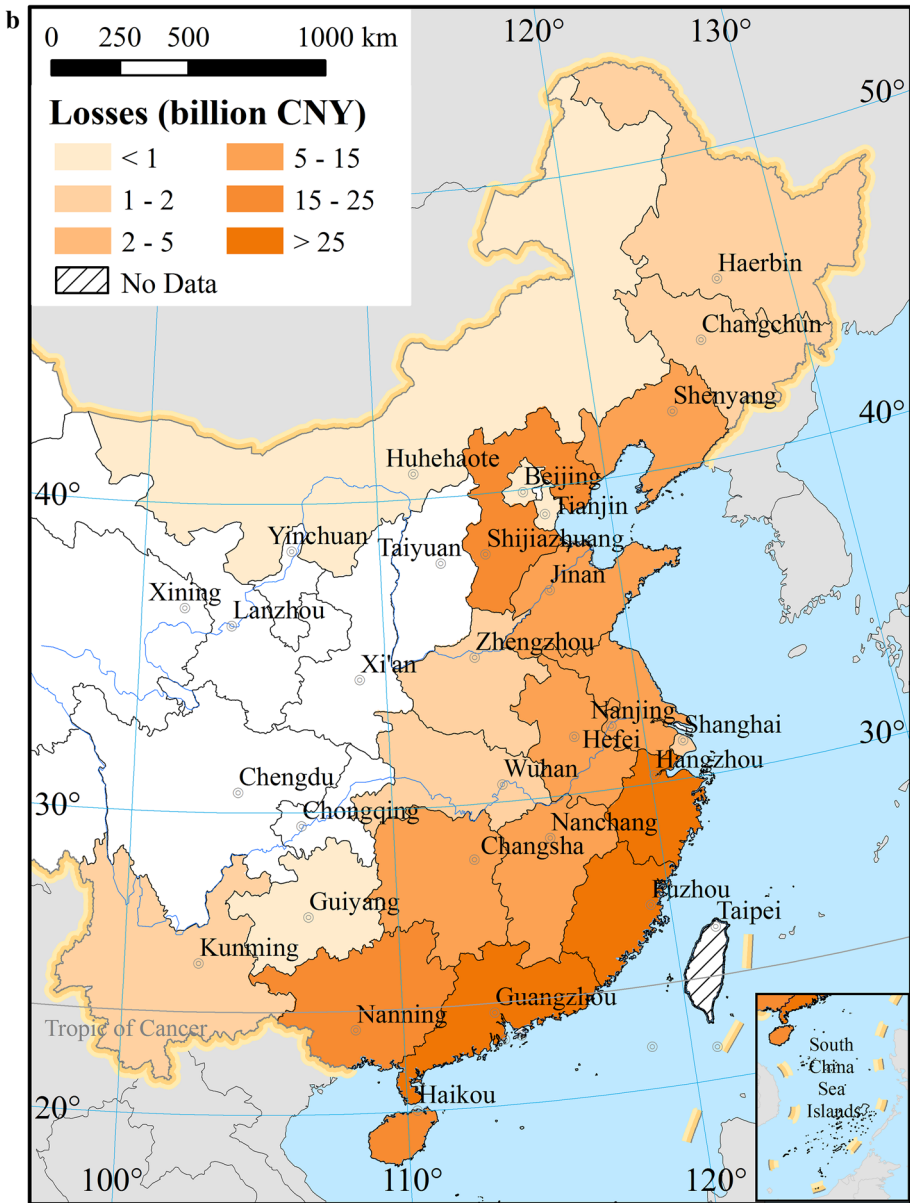 b
0 250 500 1000 km
Losses (billion CNY)
< 1
5 - 15
1 - 2
15 - 25
2 - 5
> 25
No Data
120°
130°
50°
Haerbin
Changchun
Shenyang
40°
Huhehaote
Beijing
40°
Tianjin
Yinchuan
Taiyuan
Shijiazhuang
Xining
Jinan
Lanzhou
Zhengzhou
Xi'an
Nanjing
Shanghai
30°
Hefei
Hangzhou
Chengdu
Wuhan
30°
Chongqing
Nanchang
Changsha
Guiyang
Fuzhou
Taipei
Kunming
Guangzhou
Nanning
Tropic of Cancer
South
China
Sea
Islands
Haikou
20°
100°
110°
120°